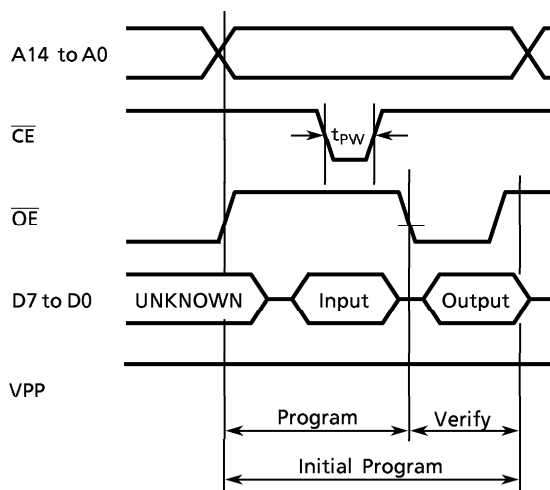 A14 to A0
CE
tPW
OE
D7 to D0
UNKNOWN
Input
Output
VPP
Program
Verify
Initial Program